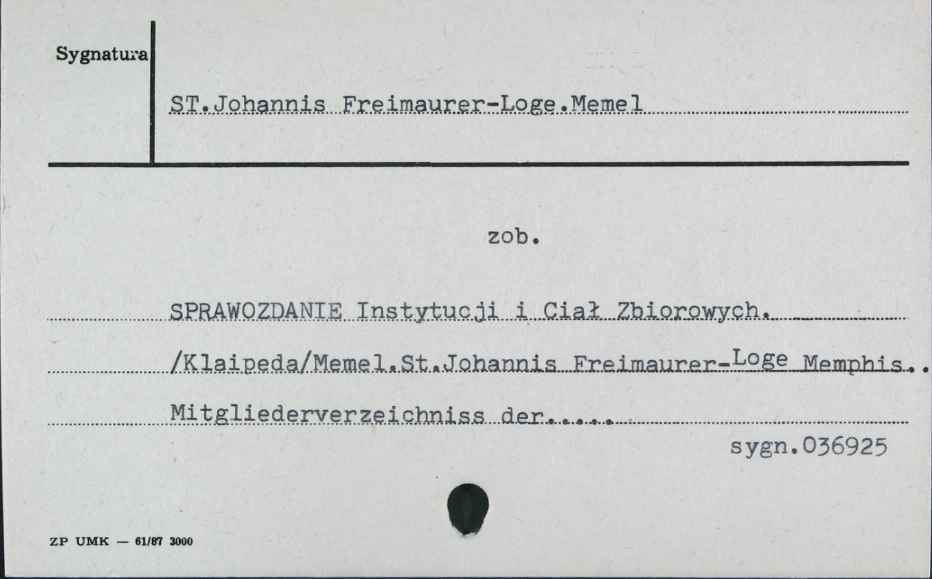 Sygnatura
ST.Johannis Freimaurer-Loge.Memel
zob.
SPRAWOZDANIE Instytucji i Ciał Zbiorowych.
/Klaipeda/Memel.St.Johannis Freimaurer-Loge Memphis..
Mitgliederverzeichniss der.....
sygn.036925
ZP UMK — 61/87 3000